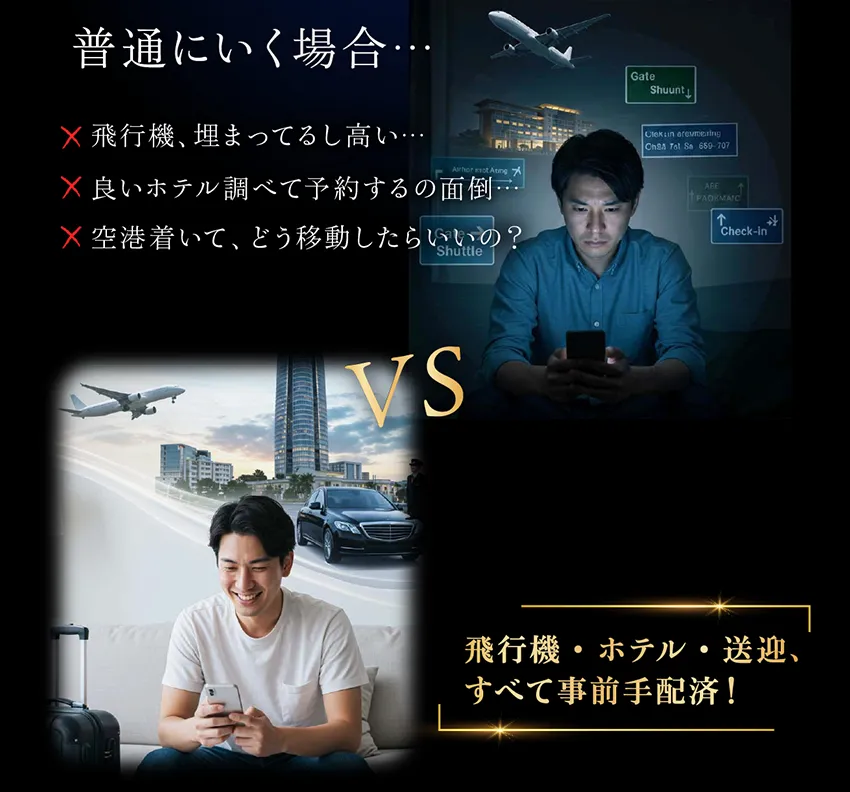 普通にいく場合…
飛行機、埋まってるし高い…
良いホテル調べて予約するの面倒…
空港着いて、どう移動したらいいの？
Gate
Shuunt
Check-in
Gate
Shuttle
VS
飛行機・ホテル・送迎、
すべて事前手配済！